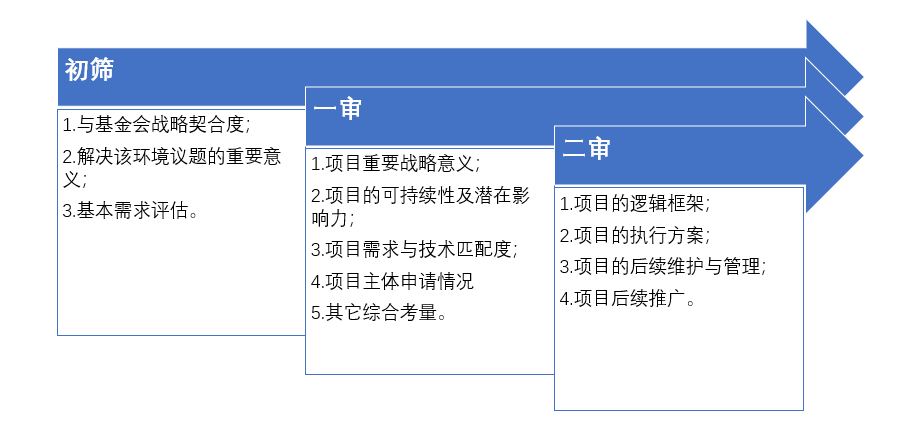 初筛
1.与基金会战略契合度；
2.解决该环境议题的重要意
义；
3.基本需求评估。
一审
1.项目重要战略意义；
2.项目的可持续性及潜在影
响力；
3.项目需求与技术匹配度；
4.项目主体申请情况
5.其它综合考量。
二审
1.项目的逻辑框架；
2.项目的执行方案；
3.项目的后续维护与管理；
4.项目后续推广。